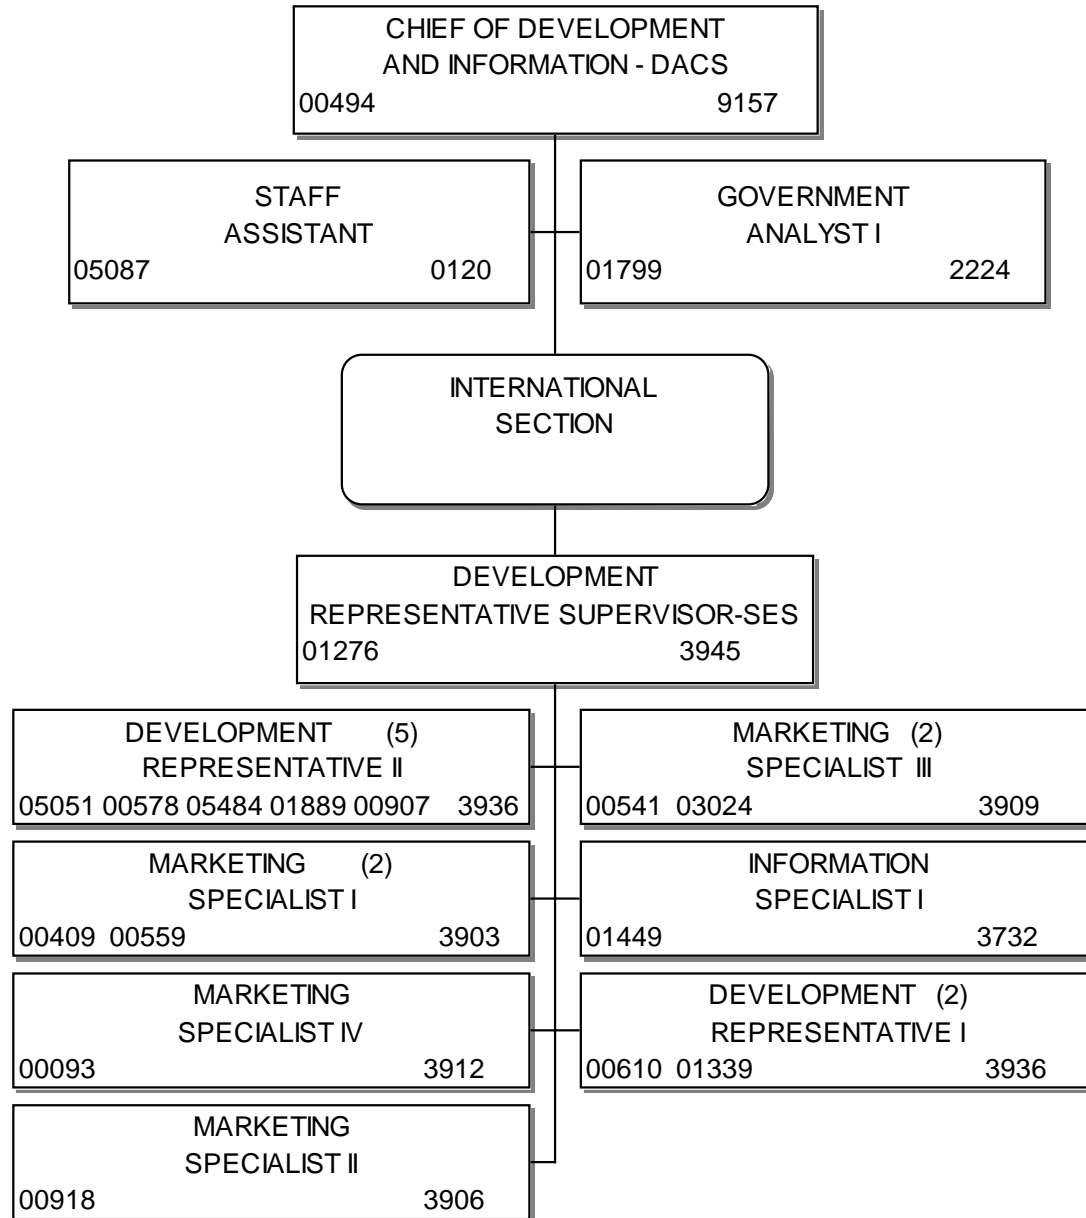 CHIEF OF DEVELOPMENT
AND INFORMATION - DACS
00494 9157
STAFF
ASSISTANT
05087 0120
GOVERNMENT
ANALYST I
01799 2224
INTERNATIONAL
SECTION
DEVELOPMENT
REPRESENTATIVE SUPERVISOR-SES
01276 3945
DEVELOPMENT (5)
REPRESENTATIVE II
05051 00578 05484 01889 00907 3936
MARKETING (2)
SPECIALIST III
00541 03024 3909
MARKETING (2)
SPECIALIST I
00409 00559 3903
INFORMATION
SPECIALIST I
01449 3732
MARKETING
SPECIALIST IV
00093 3912
DEVELOPMENT (2)
REPRESENTATIVE I
00610 01339 3936
MARKETING
SPECIALIST II
00918 3906